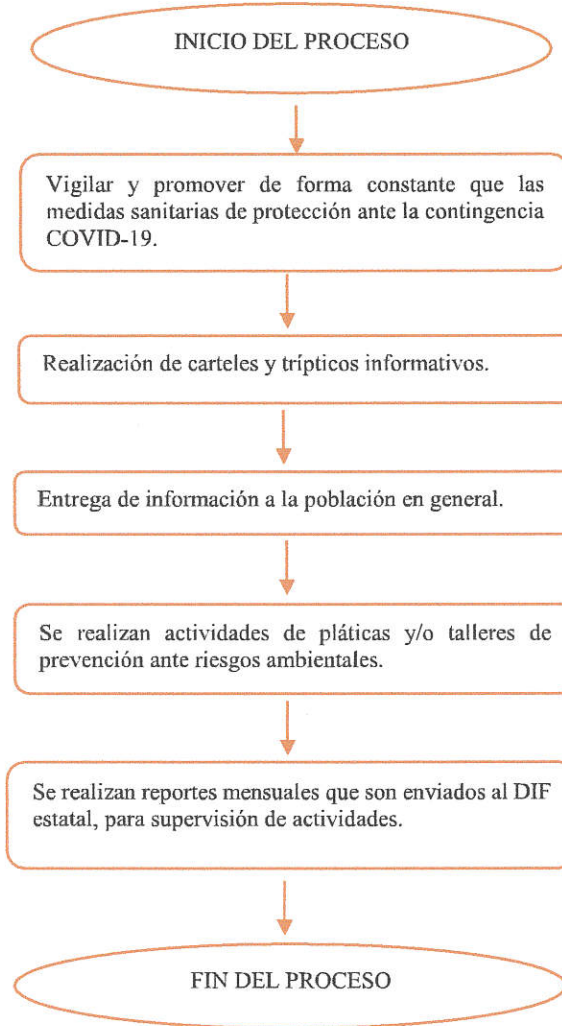 INICIO DEL PROCESO
Vigilar y promover de forma constante que las
medidas sanitarias de protección ante la contingencia
COVID-19.
Realización de carteles y trípticos informativos.
Entrega de información a la población en general.
Se realizan actividades de pláticas y/o talleres de
prevención ante riesgos ambientales.
Se realizan reportes mensuales que son enviados al DIF
estatal, para supervisión de actividades.
FIN DEL PROCESO